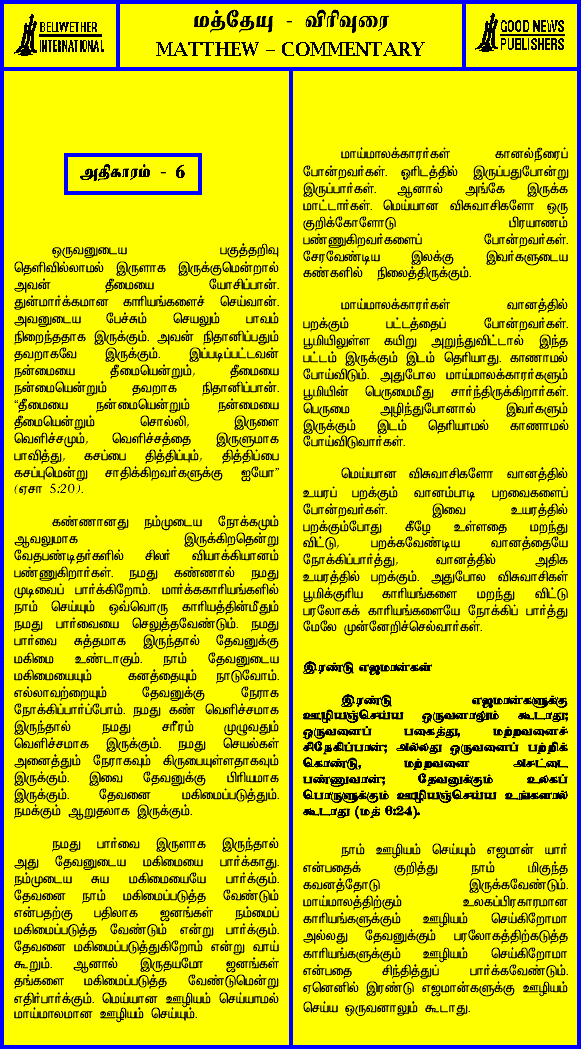 BELLWETHER
INTERNATIONAL
மத்தேயு - விரிவுரை
MATTHEW – COMMENTARY
GOOD NEWS
PUBLISHERS
அதிகாரம் - 6
ஒருவனுடைய பகுத்தறிவு
தெளிவில்லாமல் இருளாக இருக்குமென்றால்
அவன் தீமையை யோசிப்பான்.
துன்மார்க்கமான காரியங்களைச் செய்வான்.
அவனுடைய பேச்சும் செயலும் பாவம்
நிறைந்ததாக இருக்கும். அவன் நிதானிப்பதும்
தவறாகவே இருக்கும். இப்படிப்பட்டவன்
நன்மையை தீமையென்றும், தீமையை
நன்மையென்றும் தவறாக நிதானிப்பான்.
“தீமையை நன்மையென்றும் நன்மையை
தீமையென்றும் சொல்லி, இருளை
வெளிச்சமும், வெளிச்சத்தை இருளுமாக
பாவித்து, கசப்பை தித்திப்பும், தித்திப்பை
கசப்புமென்று சாதிக்கிறவர்களுக்கு ஐயோ”
(ஏசா 5:20).
கண்ணானது நம்முடைய நோக்கமும்
ஆவலுமாக இருக்கிறதென்று
வேதபண்டிதர்களில் சிலர் வியாக்கியானம்
பண்ணுகிறார்கள். நமது கண்ணால் நமது
முடிவைப் பார்க்கிறோம். மார்க்ககாரியங்களில்
நாம் செய்யும் ஒவ்வொரு காரியத்தின்மீதும்
நமது பார்வையை செலுத்தவேண்டும். நமது
பார்வை சுத்தமாக இருந்தால் தேவனுக்கு
மகிமை உண்டாகும். நாம் தேவனுடைய
மகிமையையும் கனத்தையும் நாடுவோம்.
எல்லாவற்றையும் தேவனுக்கு நேராக
நோக்கிப்பார்ப்போம். நமது கண் வெளிச்சமாக
இருந்தால் நமது சரீரம் முழுவதும்
வெளிச்சமாக இருக்கும். நமது செயல்கள்
அனைத்தும் நேராகவும் கிருபையுள்ளதாகவும்
இருக்கும். இவை தேவனுக்கு பிரியமாக
இருக்கும். தேவனை மகிமைப்படுத்தும்.
நமக்கும் ஆறுதலாக இருக்கும்.
நமது பார்வை இருளாக இருந்தால்
அது தேவனுடைய மகிமையை பார்க்காது.
நம்முடைய சுய மகிமையையே பார்க்கும்.
தேவனை நாம் மகிமைப்படுத்த வேண்டும்
என்பதற்கு பதிலாக ஜனங்கள் நம்மைப்
மகிமைப்படுத்த வேண்டும் என்று பார்க்கும்.
தேவனை மகிமைப்படுத்துகிறோம் என்று வாய்
கூறும். ஆனால் இருதயமோ ஜனங்கள்
தங்களை மகிமைப்படுத்த வேண்டுமென்று
எதிர்பார்க்கும். மெய்யான ஊழியம் செய்யாமல்
மாய்மாலமான ஊழியம் செய்யும்.
மாய்மாலக்காரர்கள் கானல்நீரைப்
போன்றவர்கள். ஓரிடத்தில் இருப்பதுபோன்று
இருப்பார்கள். ஆனால் அங்கே இருக்க
மாட்டார்கள். மெய்யான விசுவாசிகளோ ஒரு
குறிக்கோளோடு பிரயாணம்
பண்ணுகிறவர்களைப் போன்றவர்கள்.
சேரவேண்டிய இலக்கு இவர்களுடைய
கண்களில் நிலைத்திருக்கும்.
மாய்மாலக்காரர்கள் வானத்தில்
பறக்கும் பட்டத்தைப் போன்றவர்கள்.
பூமியிலுள்ள கயிறு அறுந்துவிட்டால் இந்த
பட்டம் இருக்கும் இடம் தெரியாது. காணாமல்
போய்விடும். அதுபோல மாய்மாலக்காரர்களும்
பூமியின் பெருமைமீது சார்ந்திருக்கிறார்கள்.
பெருமை அழிந்துபோனால் இவர்களும்
இருக்கும் இடம் தெரியாமல் காணாமல்
போய்விடுவார்கள்.
மெய்யான விசுவாசிகளோ வானத்தில்
உயரப் பறக்கும் வானம்பாடி பறவைகளைப்
போன்றவர்கள். இவை உயரத்தில்
பறக்கும்போது கீழே உள்ளதை மறந்து
விட்டு, பறக்கவேண்டிய வானத்தையே
நோக்கிப்பார்த்து, வானத்தில் அதிக
உயரத்தில் பறக்கும். அதுபோல விசுவாசிகள்
பூமிக்குரிய காரியங்களை மறந்து விட்டு
பரலோகக் காரியங்களையே நோக்கிப் பார்த்து
மேலே முன்னேறிச்செல்வார்கள்.
இரண்டு எஜமான்கள்
இரண்டு எஜமான்களுக்கு
ஊழியஞ்செய்ய ஒருவனாலும் கூடாது;
ஒருவனைப் பகைத்து, மற்றவனைச்
சிநேகிப்பான்; அல்லது ஒருவனைப் பற்றிக்
கொண்டு, மற்றவனை அசட்டை
பண்ணுவான்; தேவனுக்கும் உலகப்
பொருளுக்கும் ஊழியஞ்செய்ய உங்களால்
கூடாது (மத் 6:24).
நாம் ஊழியம் செய்யும் எஜமான் யார்
என்பதைக் குறித்து நாம் மிகுந்த
கவனத்தோடு இருக்கவேண்டும்.
மாய்மாலத்திற்கும் உலகப்பிரகாரமான
காரியங்களுக்கும் ஊழியம் செய்கிறோமா
அல்லது தேவனுக்கும் பரலோகத்திற்கடுத்த
காரியங்களுக்கும் ஊழியம் செய்கிறோமா
என்பதை சிந்தித்துப் பார்க்கவேண்டும்.
ஏனெனில் இரண்டு எஜமான்களுக்கு ஊழியம்
செய்ய ஒருவனாலும் கூடாது.